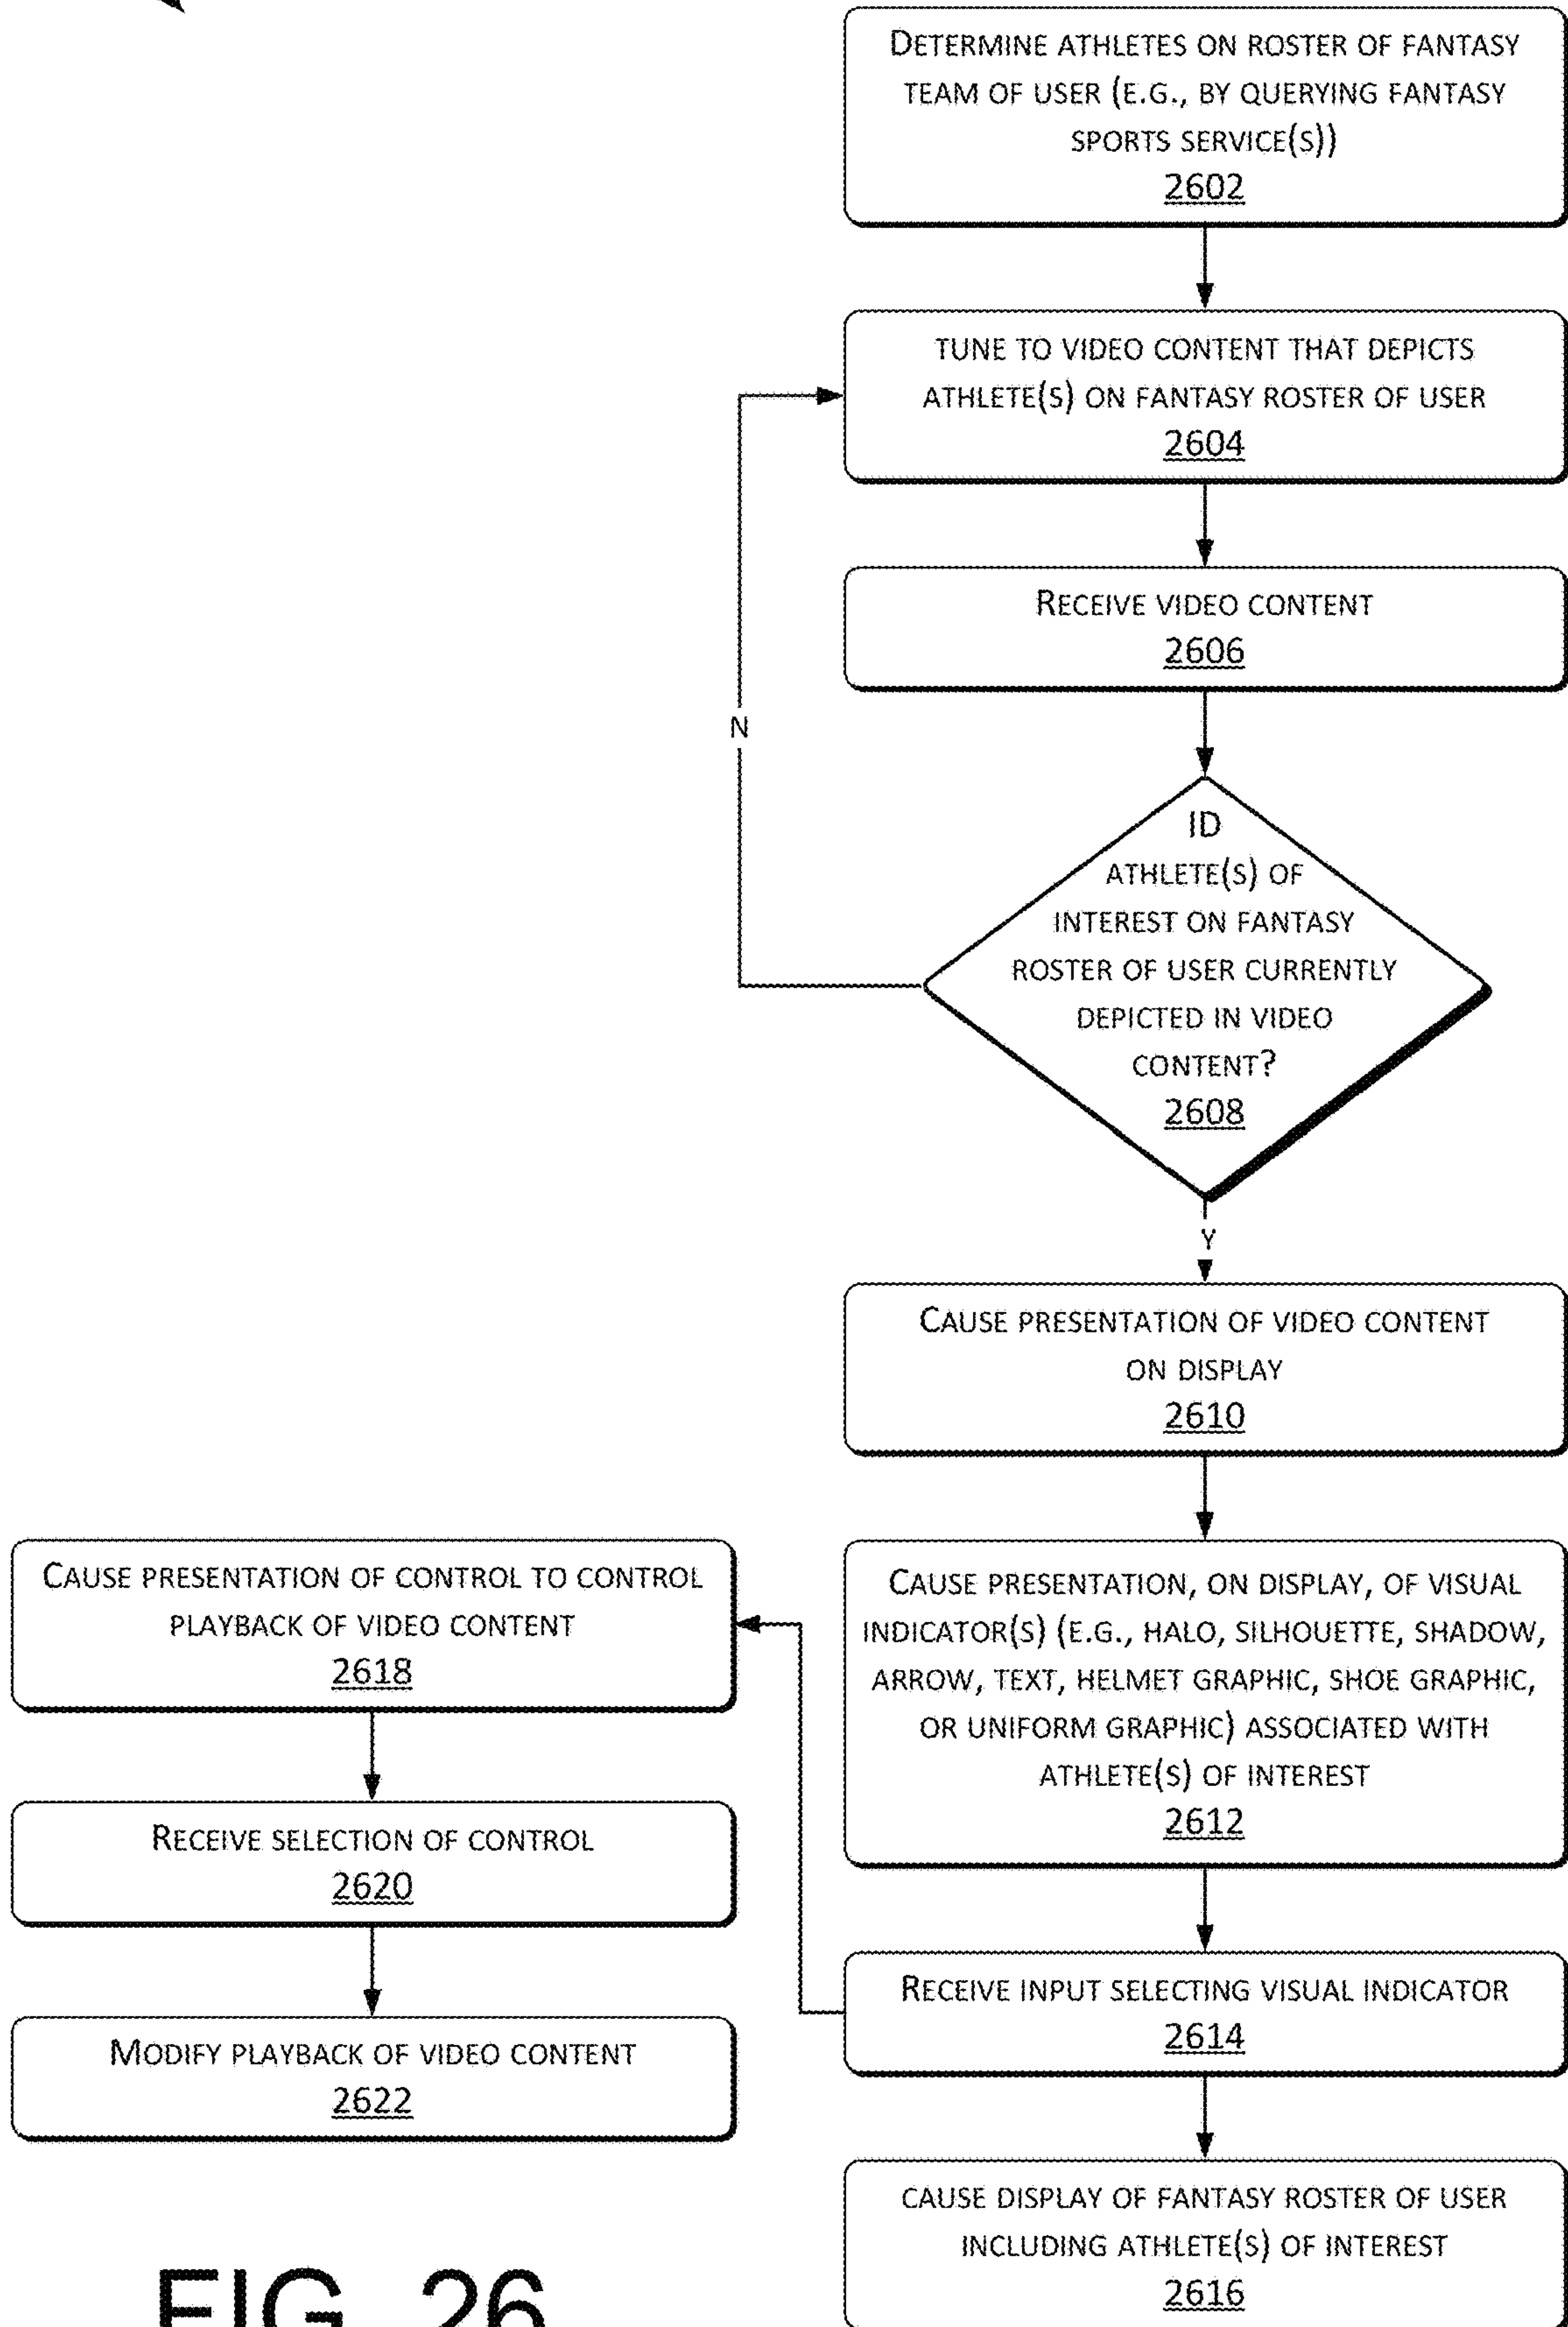 DETERMINE ATHLETES ON ROSTER OF FANTASY
TEAM OF USER (E.G., BY QUERYING FANTASY
SPORTS SERVICE(S))
2602
TUNE TO VIDEO CONTENT THAT DEPICTS
ATHLETE(S) ON FANTASY ROSTER OF USER
2604
RECEIVE VIDEO CONTENT
2606
N
ID
ATHLETE(S) OF
INTEREST ON FANTASY
ROSTER OF USER CURRENTLY
DEPICTED IN VIDEO
CONTENT?
2608
Y
CAUSE PRESENTATION OF VIDEO CONTENT
ON DISPLAY
2610
CAUSE PRESENTATION, ON DISPLAY, OF VISUAL
INDICATOR(S) (E.G., HALO, SILHOUETTE, SHADOW,
ARROW, TEXT, HELMET GRAPHIC, SHOE GRAPHIC,
OR UNIFORM GRAPHIC) ASSOCIATED WITH
ATHLETE(S) OF INTEREST
2612
RECEIVE INPUT SELECTING VISUAL INDICATOR
2614
CAUSE DISPLAY OF FANTASY ROSTER OF USER
INCLUDING ATHLETE(S) OF INTEREST
2616
CAUSE PRESENTATION OF CONTROL TO CONTROL
PLAYBACK OF VIDEO CONTENT
2618
RECEIVE SELECTION OF CONTROL
2620
MODIFY PLAYBACK OF VIDEO CONTENT
2622
FIG. 26